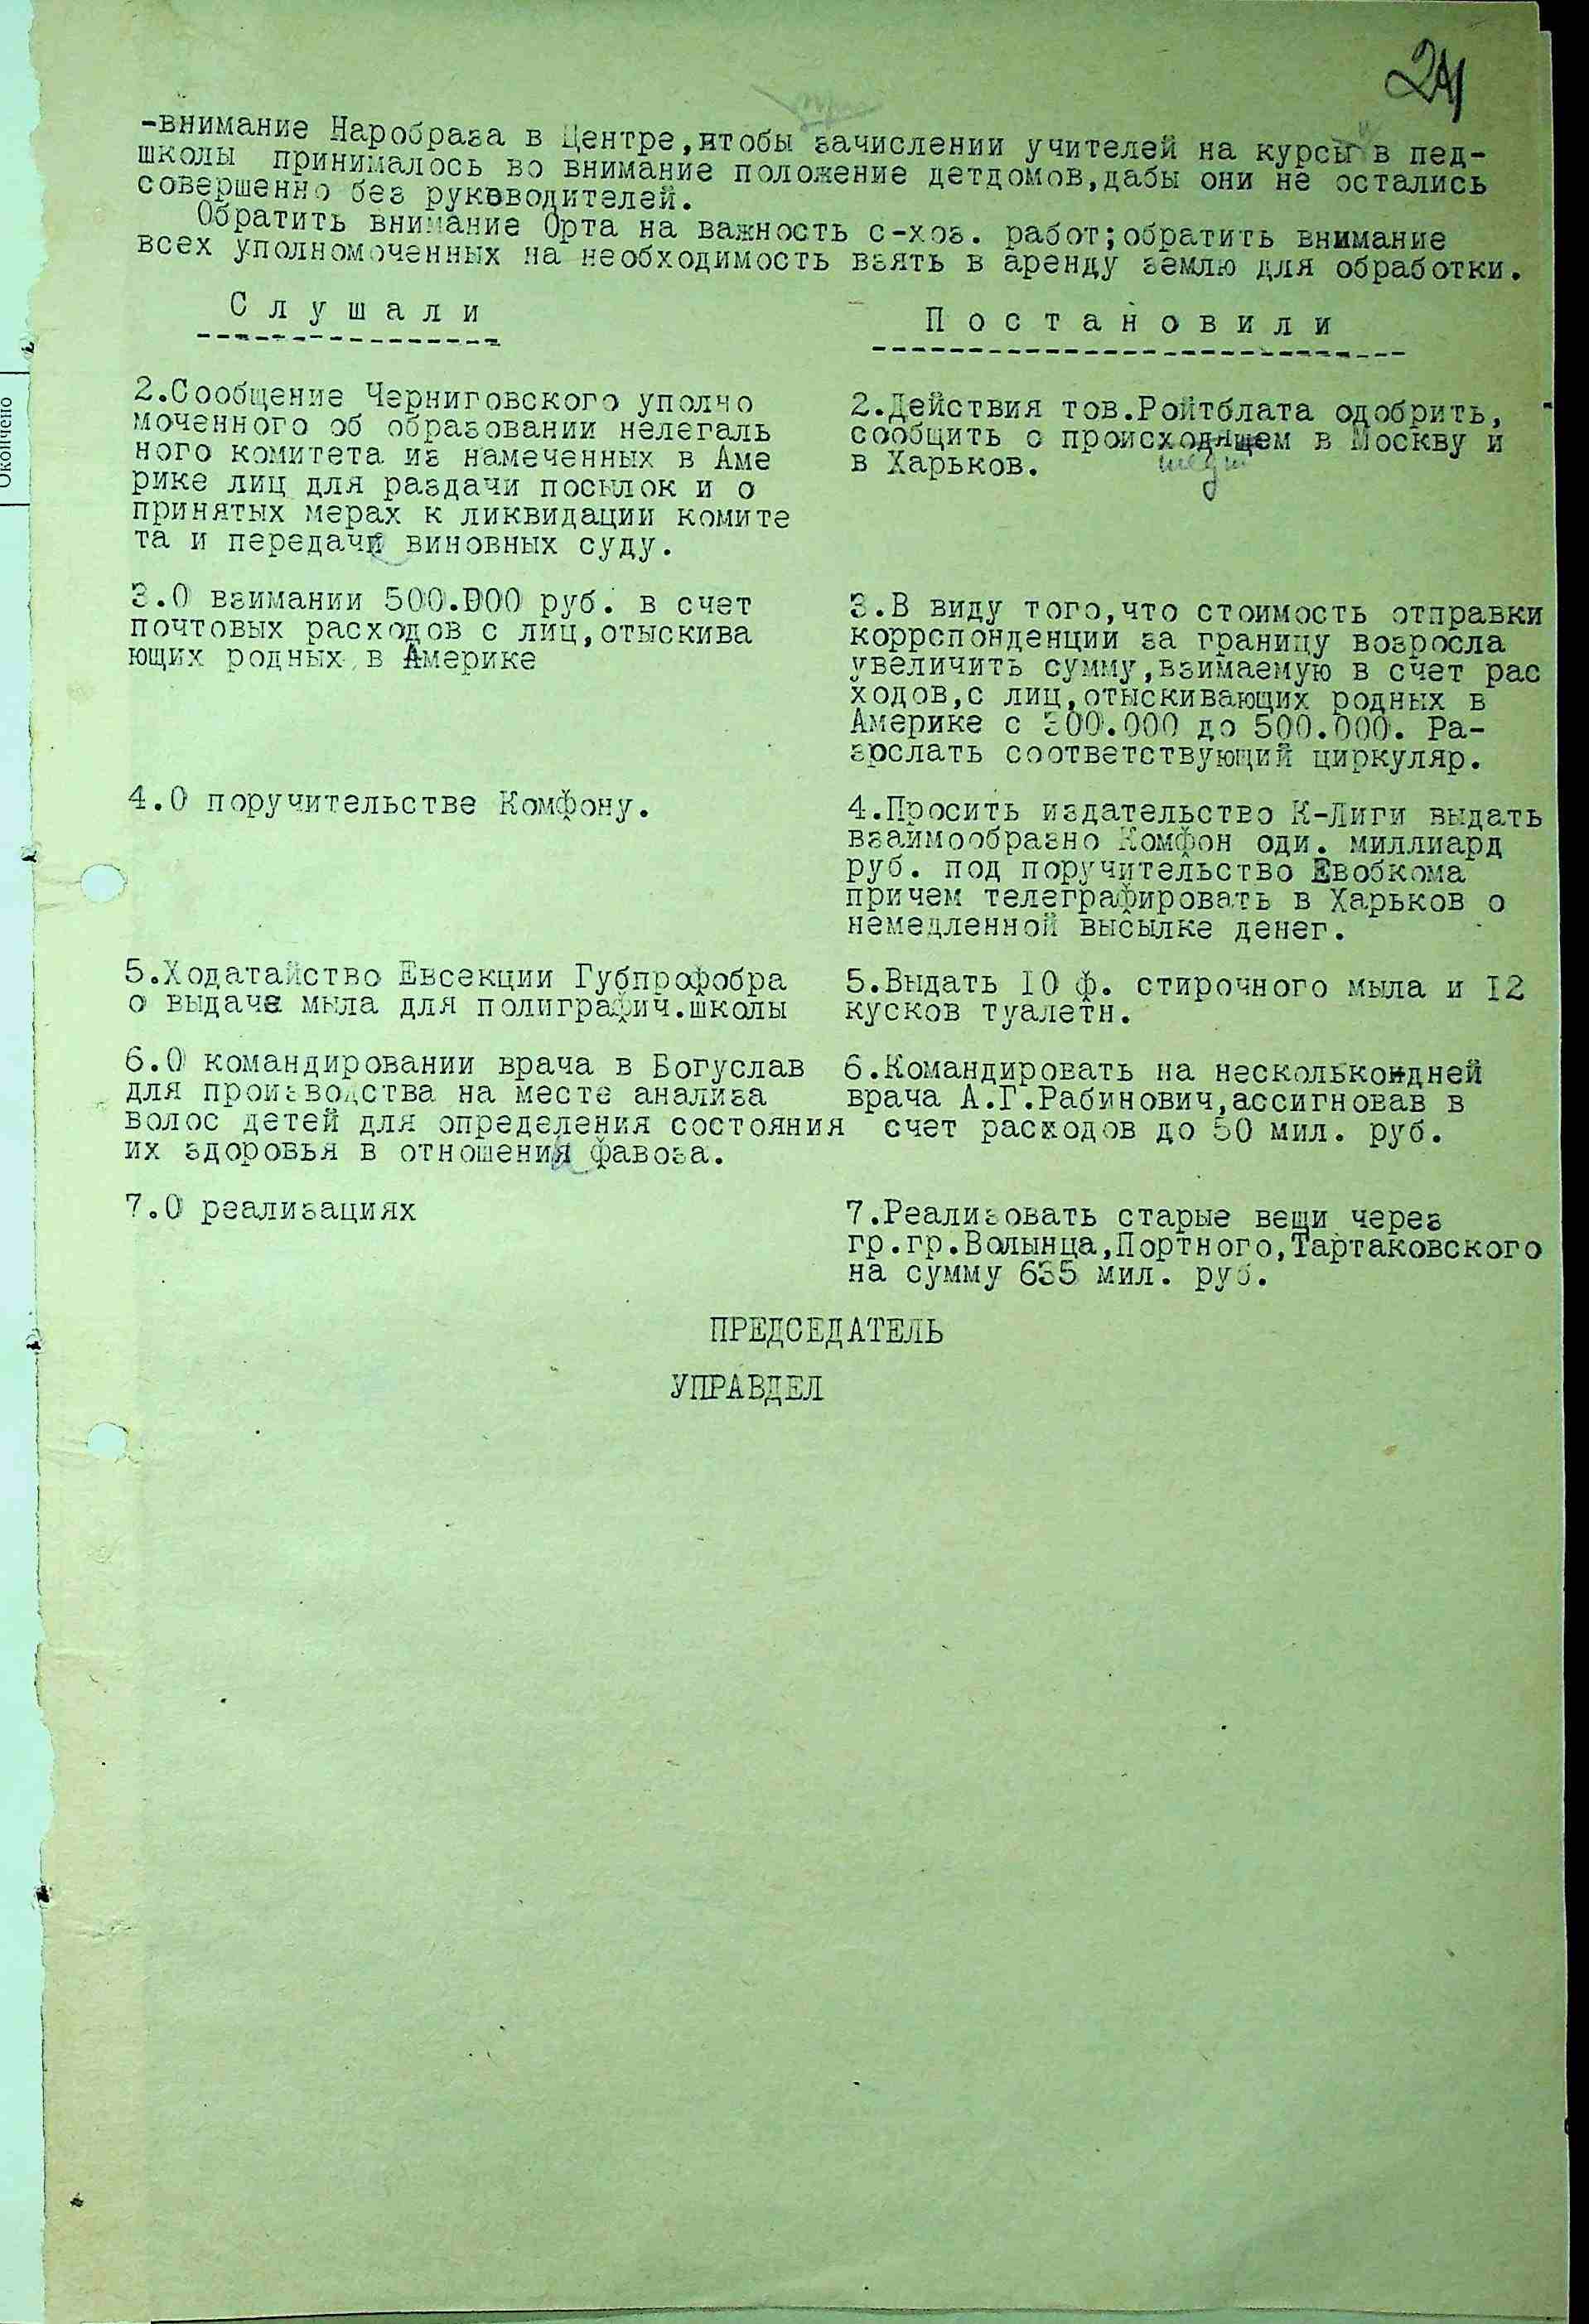 24
-внимание Наробраза в Центре,чтобы зачислении учителей на курсы и в пед-
школы принималось во внимание положение детдомов,дабы они не остались
совершенно без руководителей.
Обратить внимание Орта на важность с-хоз. работ;обратить внимание
всех уполномоченных на необходимость взять в аренду землю для обработки.
Слушали
Постановили
2.Сообщение Черниговского уполно
моченного об образовании нелегаль
ного комитета из намеченных в Аме
рике лиц для раздачи посылок и о
принятых мерах к ликвидации комите
та и передачи виновных суду.
2.Действия тов.Ройтблата одобрить,
сообщить о происходящем в Москву и
в Харьков.
3.О взимании 500.000 руб. в счет
почтовых расходов с лиц,отыскива
ющих родных в Америке
3.В виду того,что стоимость отправки
коррспонденции за границу возросла
увеличить сумму,взимаемую в счет рас
ходов,с лиц,отыскивающих родных в
Америке с 300.000 до 500.000. Ра-
зрслать соответствующий циркуляр.
4.О поручительстве Комфону.
4.Просить издательство К-Лиги выдать
взаимообразно Комфон оди. миллиард
руб. под поручительство Евобкома
причем телеграфировать в Харьков о
немедленной высылке денег.
5.Ходатайство Евсекции Губпрофобра
о выдаче мыла для полиграфич.школы
5.Выдать 10 ф. стирочного мыла и 12
кусков туалетн.
6.О командировании врача в Богуслав
для производства на месте анализа
волос детей для определения состояния
их здоровья в отношении фавоза.
6.Командировать на несколько дней
врача А.Г.Рабинович,ассигновав в
счет расходов до 50 мил. руб.
7.О реализациях
7.Реализовать старые вещи через
гр.гр.Волынца,Портного,Тартаковского
на сумму 635 мил. руб.
ПРЕДСЕДАТЕЛЬ
УПРАВДЕЛ
Окончено